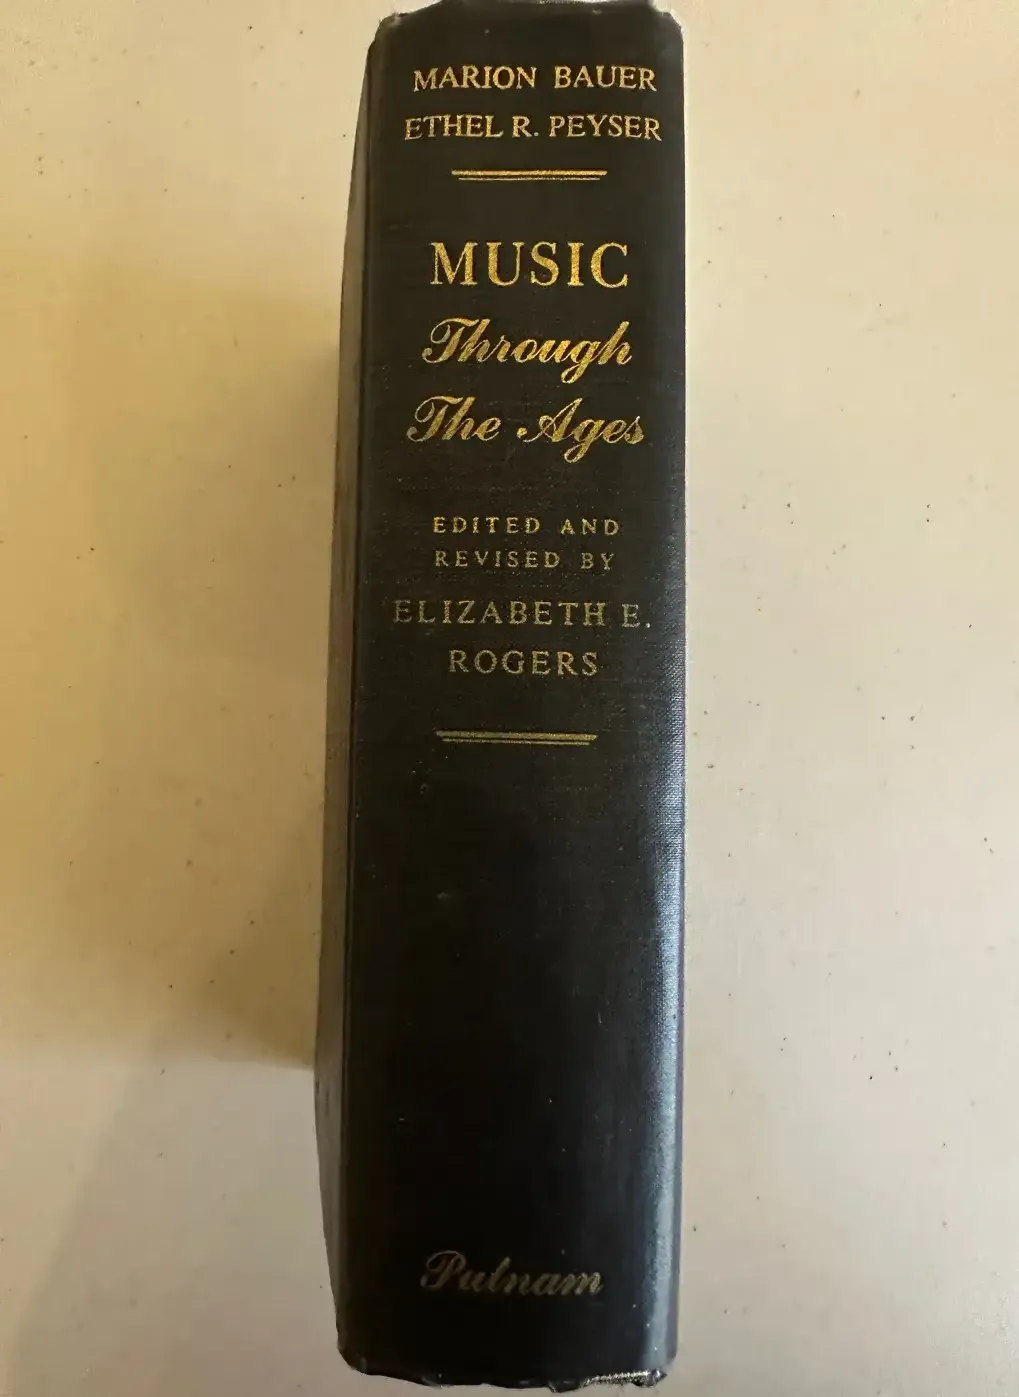 MARION BAUER
ETHEL R. PEYSER
MUSIC
Through
The Ages
EDITED AND
REVISED BY
ELIZABETH E.
ROGERS
Putnam